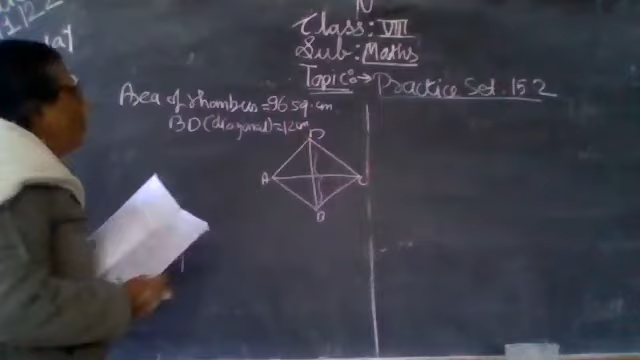 Class: VIII
Sub: Maths
Topic:→ Practice Set. 15.2
Area of rhombus = 96 sq.cm
BD (diagonal) = 12 cm
D
A
C
B